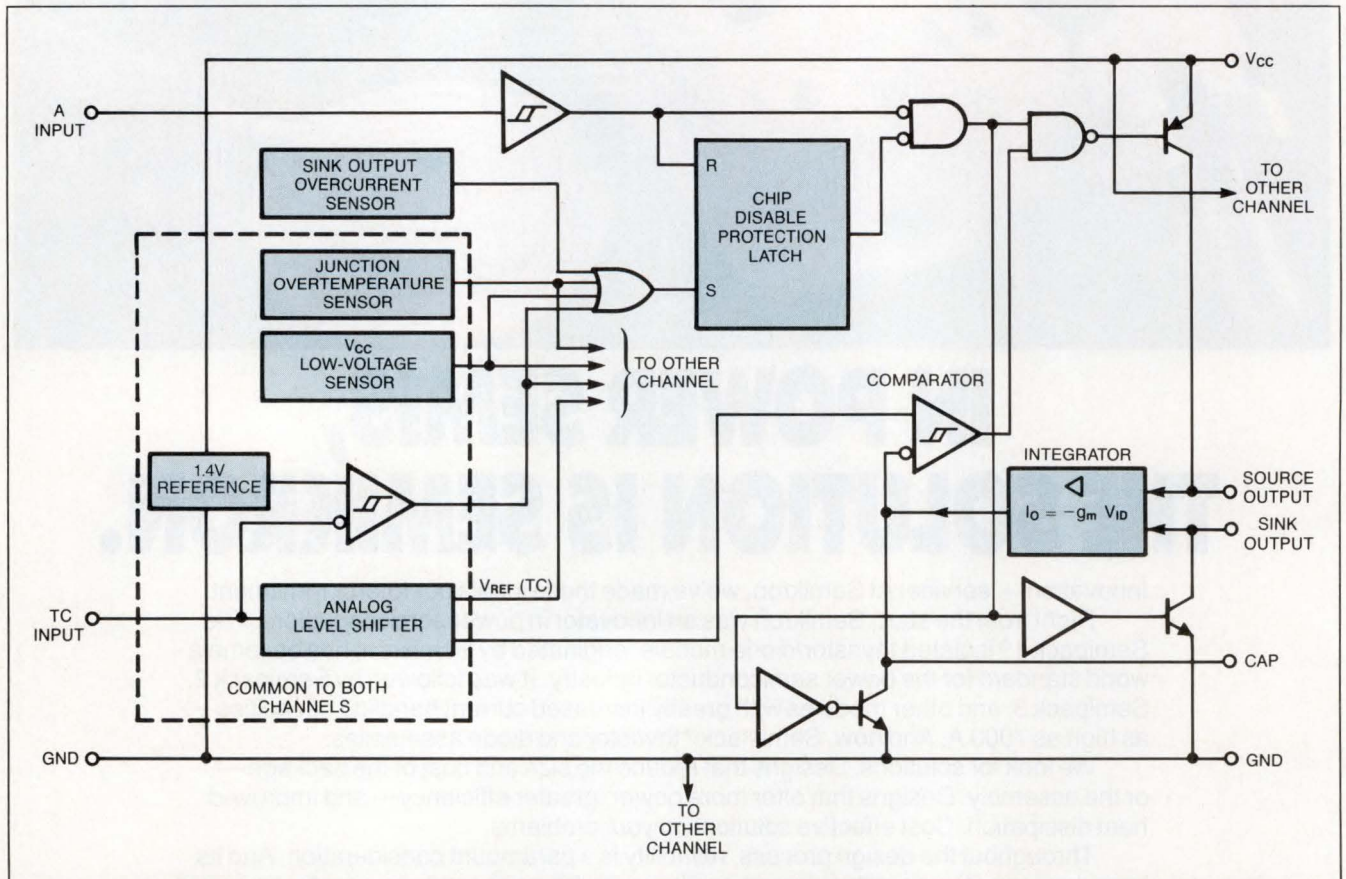 Vcc
A
INPUT
SINK OUTPUT
OVERCURRENT
SENSOR
R
CHIP
DISABLE
PROTECTION
LATCH
S
TO
OTHER
CHANNEL
JUNCTION
OVERTEMPERATURE
SENSOR
Vcc
LOW-VOLTAGE
SENSOR
TO OTHER
CHANNEL
COMPARATOR
1.4V
REFERENCE
INTEGRATOR
IO = −gm VID
SOURCE
OUTPUT
SINK
OUTPUT
TC
INPUT
ANALOG
LEVEL SHIFTER
VREF (TC)
CAP
COMMON TO BOTH
CHANNELS
GND
GND
TO
OTHER
CHANNEL